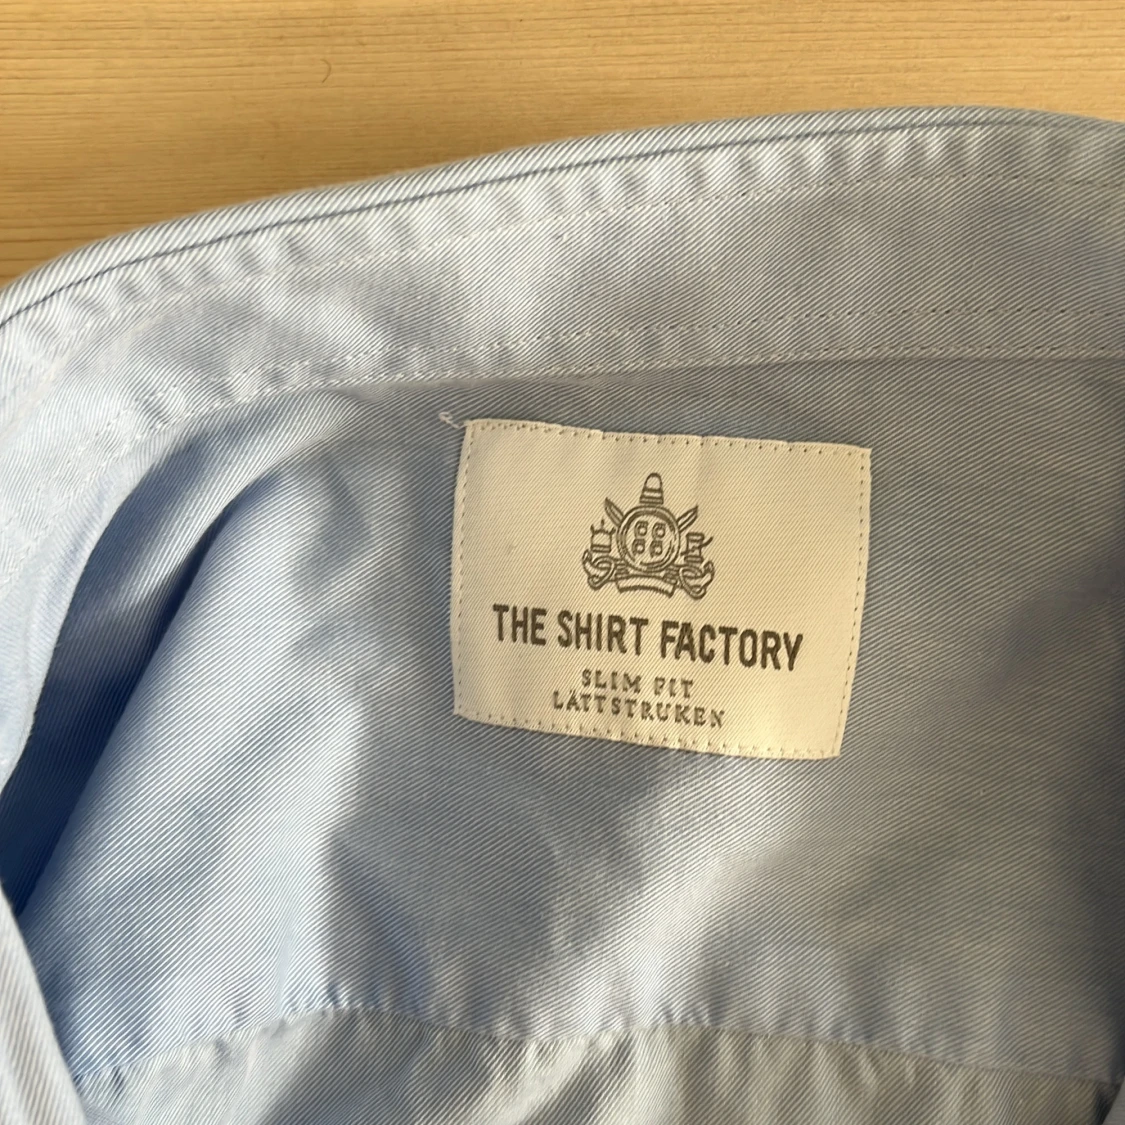 THE SHIRT FACTORY
SLIM FIT
LÄTTSTRUKEN